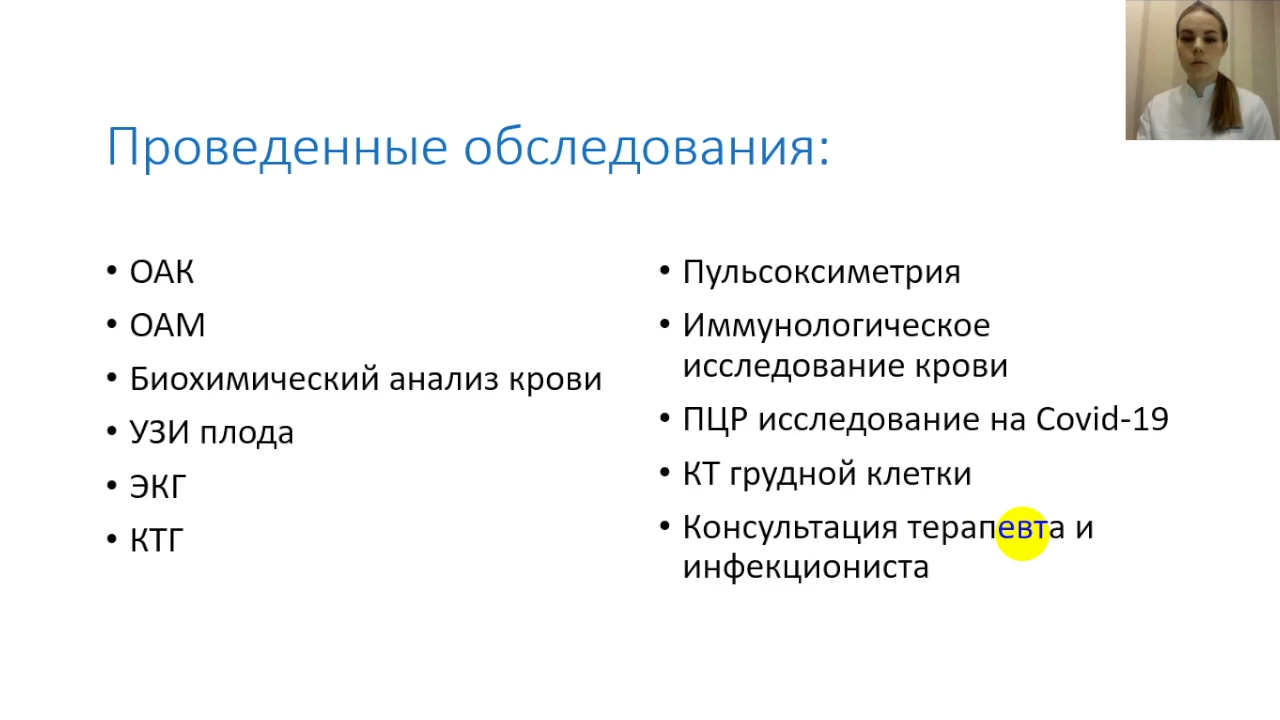 Проведенные обследования:
• ОАК
• ОАМ
• Биохимический анализ крови
• УЗИ плода
• ЭКГ
• КТГ
• Пульсоксиметрия
• Иммунологическое
исследование крови
• ПЦР исследование на Covid-19
• КТ грудной клетки
• Консультация терапевта и
инфекциониста